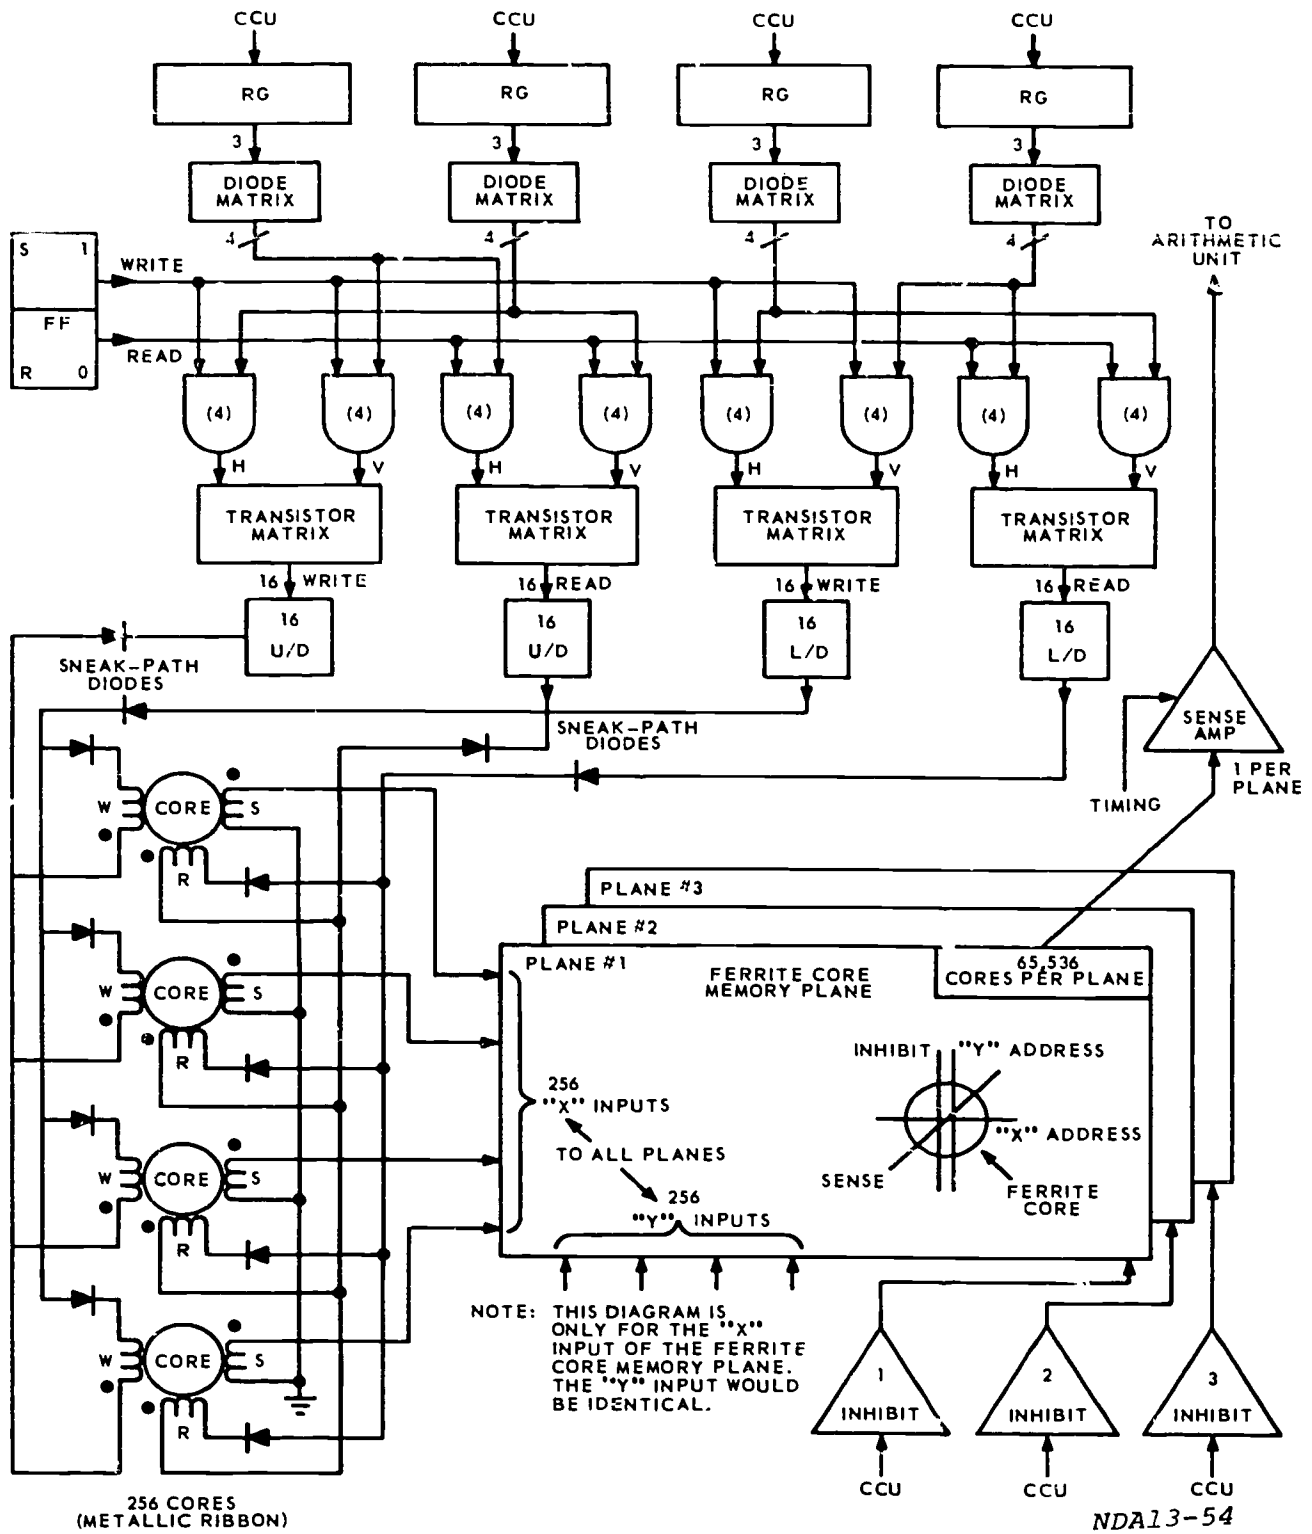 CCU CCU CCU CCU
RG RG RG RG
3 3 3 3
DIODE MATRIX
DIODE MATRIX
DIODE MATRIX
DIODE MATRIX
4 4 4 4
TO
ARITHMETIC
UNIT
S 1
FF
R 0
WRITE
READ
(4) (4) (4) (4) (4) (4) (4) (4)
H V H V H V H V
TRANSISTOR MATRIX
TRANSISTOR MATRIX
TRANSISTOR MATRIX
TRANSISTOR MATRIX
16 WRITE 16 READ 16 WRITE 16 READ
16 16 16 16
U/D U/D L/D L/D
SNEAK-PATH
DIODES
SNEAK-PATH
DIODES
SENSE
AMP
1 PER
PLANE
TIMING
W CORE S
R
W CORE S
R
W CORE S
R
W CORE S
R
256 CORES
(METALLIC RIBBON)
PLANE #3
PLANE #2
PLANE #1
FERRITE CORE
MEMORY PLANE
65,536
CORES PER PLANE
INHIBIT "Y" ADDRESS
"X" ADDRESS
SENSE
FERRITE
CORE
256
"X" INPUTS
TO ALL PLANES
256
"Y" INPUTS
NOTE: THIS DIAGRAM IS
ONLY FOR THE "X"
INPUT OF THE FERRITE
CORE MEMORY PLANE.
THE "Y" INPUT WOULD
BE IDENTICAL.
1 2 3
INHIBIT INHIBIT INHIBIT
CCU CCU CCU
NDA13-54